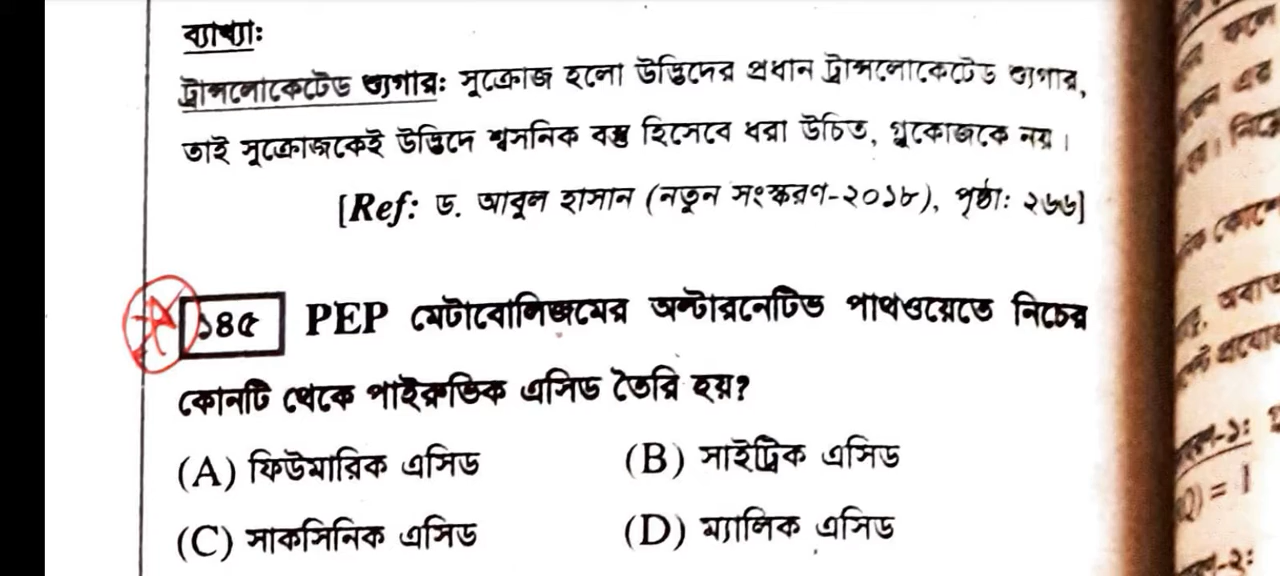 ব্যাখ্যাঃ
ট্রান্সলোকেটেড শ্যুগারঃ সুক্রোজ হলো উদ্ভিদের প্রধান ট্রান্সলোকেটেড শ্যুগার,
তাই সুক্রোজকেই উদ্ভিদে শ্বসনিক বস্তু হিসেবে ধরা উচিত, গ্লুকোজকে নয়।
[Ref: ড. আবুল হাসান (নতুন সংস্করণ-২০১৮), পৃষ্ঠা: ২৬৬]
১৪৫ PEP মেটাবোলিজমের অল্টারনেটিভ পাথওয়েতে নিচের
কোনটি থেকে পাইরুভিক এসিড তৈরি হয়?
(A) ফিউমারিক এসিড (B) সাইট্রিক এসিড
(C) সাকসিনিক এসিড (D) ম্যালিক এসিড